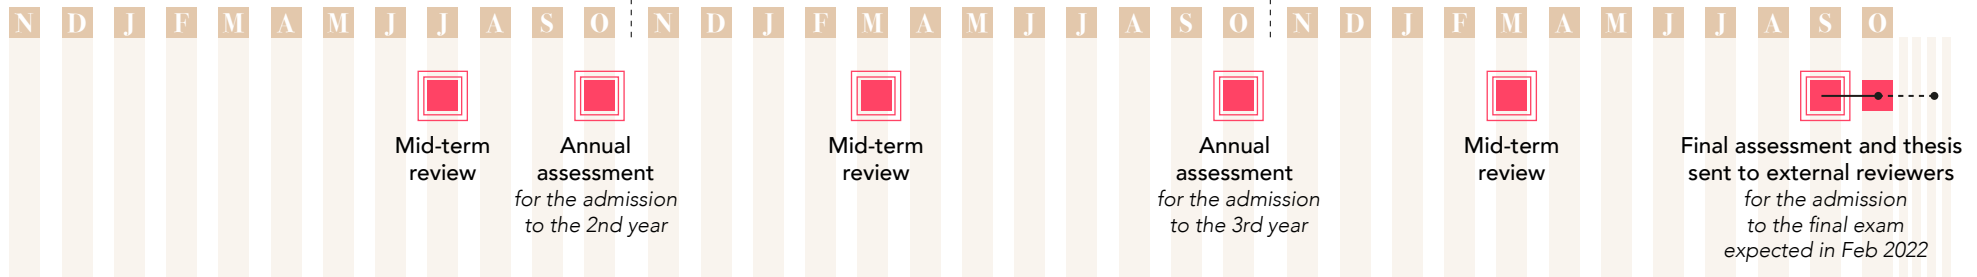 N D J F M A M J J A S O N D J F M A M J J A S O N D J F M A M J J A S O
Mid-term
review
Annual
assessment
for the admission
to the 2nd year
Mid-term
review
Annual
assessment
for the admission
to the 3rd year
Mid-term
review
Final assessment and thesis
sent to external reviewers
for the admission
to the final exam
expected in Feb 2022